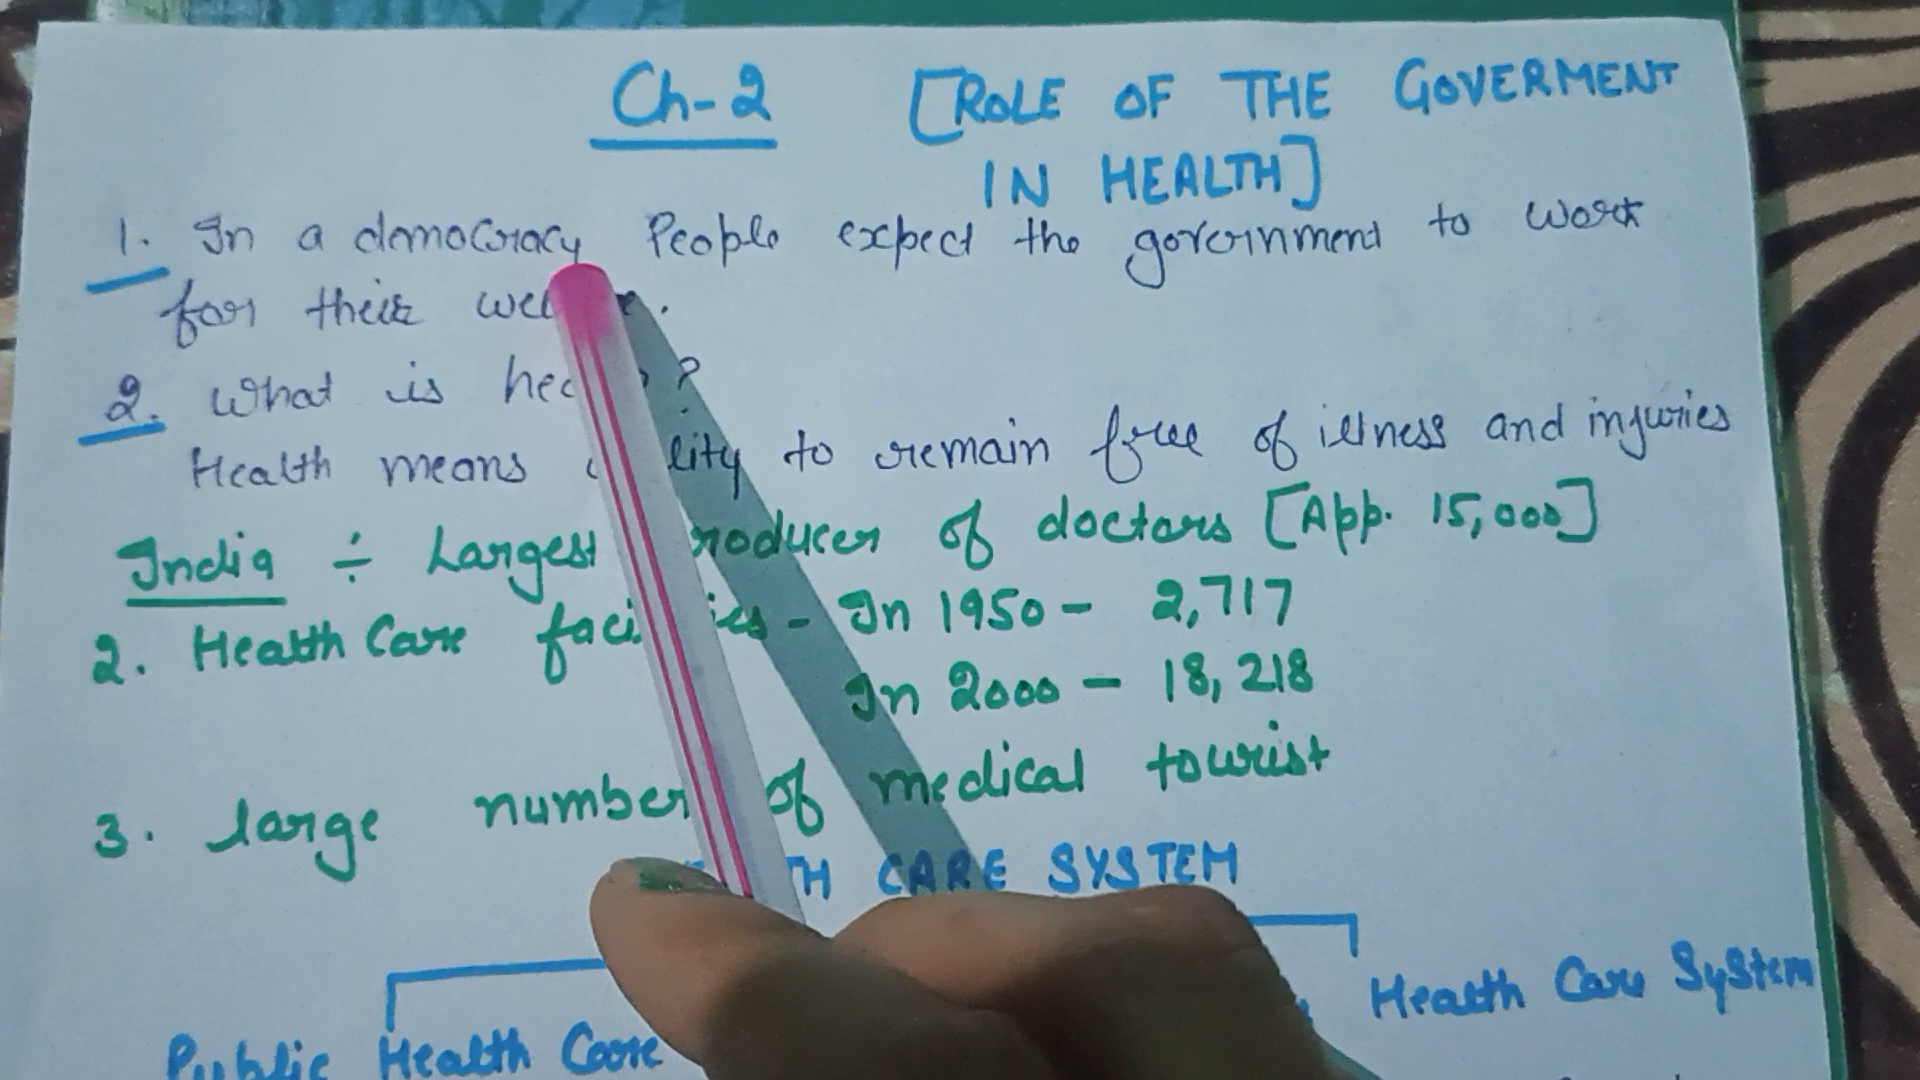 Ch-2 [ROLE OF THE GOVERMENT
IN HEALTH]
1. In a democracy People expect the government to work
for their
2. What is
Health means to remain free of illness and injuries
India ÷ Largest of doctors [App. 15,000]
2. Health Care - In 1950 - 2,717
In 2000 - 18,218
3. large number of medical tourist
CARE SYSTEM
Health Care System
Public Health Care